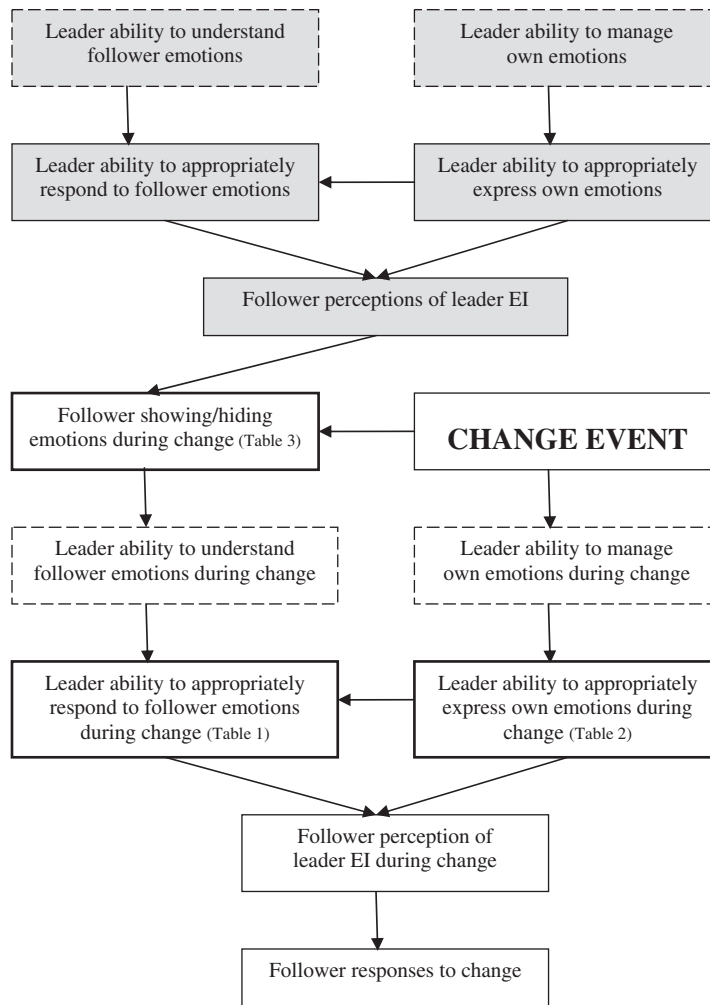 Leader ability to understand
follower emotions
Leader ability to manage
own emotions
Leader ability to appropriately
respond to follower emotions
Leader ability to appropriately
express own emotions
Follower perceptions of leader EI
Follower showing/hiding
emotions during change (Table 3)
CHANGE EVENT
Leader ability to understand
follower emotions during change
Leader ability to manage
own emotions during change
Leader ability to appropriately
respond to follower emotions
during change (Table 1)
Leader ability to appropriately
express own emotions during
change (Table 2)
Follower perception of
leader EI during change
Follower responses to change